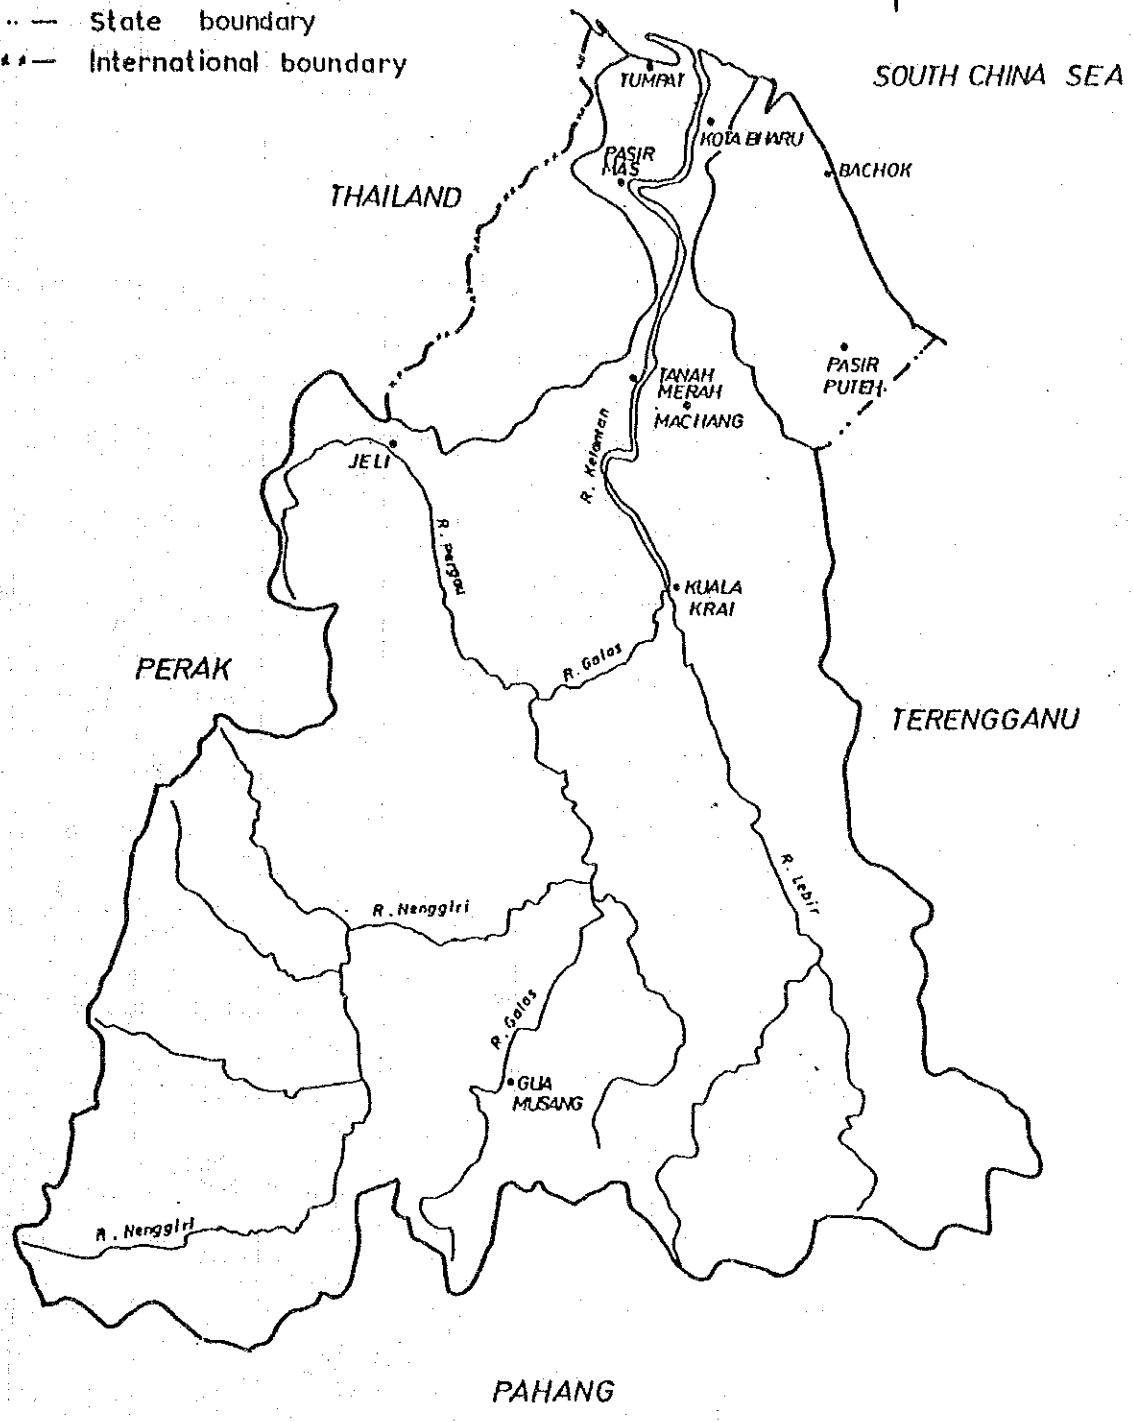 State boundary
International boundary
SOUTH CHINA SEA
TUMPAT
KOTA BHARU
PASIR
MAS
BACHOK
THAILAND
PASIR
PUTEH
TANAH
MERAH
MACHANG
R. Kelantan
JELI
R. Pergau
KUALA
KRAI
R. Galas
PERAK
TERENGGANU
R. Lebir
R. Nenggiri
R. Galas
GUA
MUSANG
R. Nenggiri
PAHANG